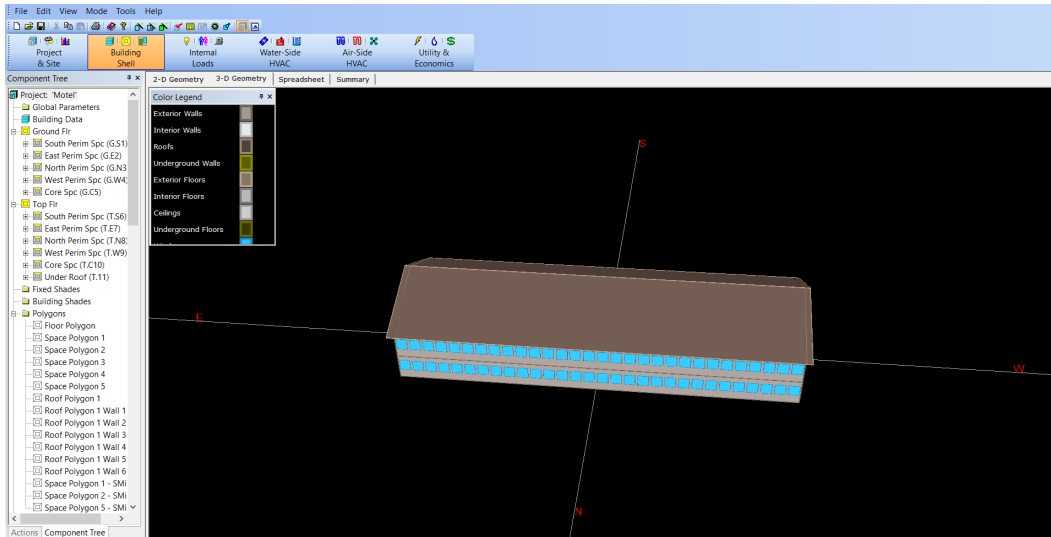 File Edit View Mode Tools Help
Project & Site
Building Shell
Internal Loads
Water-Side HVAC
Air-Side HVAC
Utility & Economics
Component Tree
2-D Geometry 3-D Geometry Spreadsheet Summary
Project: 'Motel'
Global Parameters
Building Data
Ground Flr
South Perim Spc (G.S1)
East Perim Spc (G.E2)
North Perim Spc (G.N3
West Perim Spc (G.W4)
Core Spc (G.C5)
Top Flr
South Perim Spc (T.S6)
East Perim Spc (T.E7)
North Perim Spc (T.N8)
West Perim Spc (T.W9)
Core Spc (T.C10)
Under Roof (T.11)
Fixed Shades
Building Shades
Polygons
Floor Polygon
Space Polygon 1
Space Polygon 2
Space Polygon 3
Space Polygon 4
Space Polygon 5
Roof Polygon 1
Roof Polygon 1 Wall 1
Roof Polygon 1 Wall 2
Roof Polygon 1 Wall 3
Roof Polygon 1 Wall 4
Roof Polygon 1 Wall 5
Roof Polygon 1 Wall 6
Space Polygon 1 - SMi
Space Polygon 2 - SMi
Space Polygon 5 - SMi
Actions Component Tree
Color Legend
Exterior Walls
Interior Walls
Roofs
Underground Walls
Exterior Floors
Interior Floors
Ceilings
Underground Floors
S
E
W
N